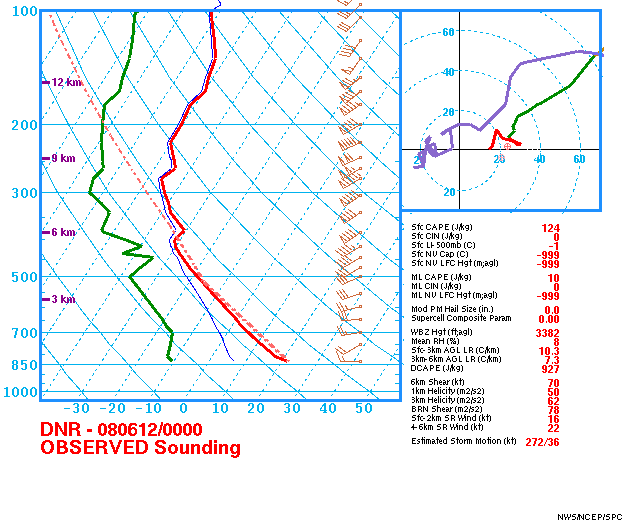 100
200
300
400
500
700
850
1000
12 km
9 km
6 km
3 km
-30 -20 -10 0 10 20 30 40 50
DNR - 080612/0000
OBSERVED Sounding
60
40
20
20 40 60
20
Sfc CAPE (J/kg) 124
Sfc CIN (J/kg) 0
Sfc LI-500mb (C) -1
Sfc NV Cap (C) -999
Sfc NV LFC Hgt (m;agl) -999
ML CAPE (J/kg) 10
ML CIN (J/kg) 0
ML NV LFC Hgt (m;agl) -999
Mod PM Hail Size (in.) 0.0
Supercell Composite Param 0.00
WBZ Hgt (ft;agl) 3382
Mean RH (%) 8
Sfc-3km AGL LR (C/km) 10.3
3km-6km AGL LR (C/km) 7.3
DCAPE (J/kg) 927
6km Shear (kt) 70
1km Helicity (m2/s2) 50
3km Helicity (m2/s2) 62
BRN Shear (m2/s2) 78
Sfc-2km SR Wind (kt) 16
4-6km SR Wind (kt) 22
Estimated Storm Motion (kt) 272/36
NWS/NCEP/SPC